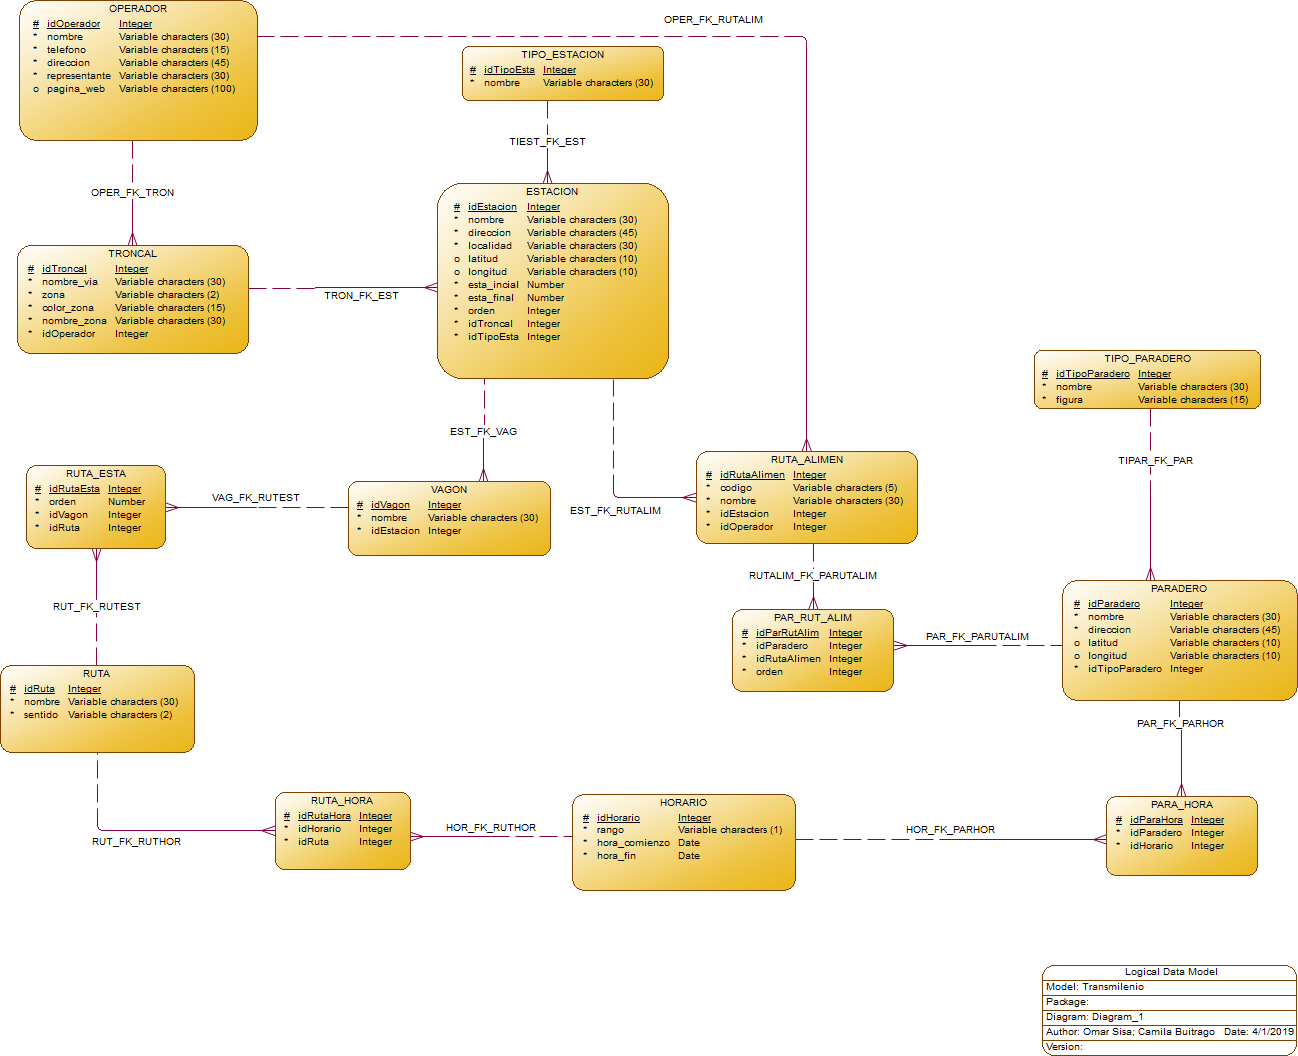 OPERADOR
# idOperador Integer
* nombre Variable characters (30)
* telefono Variable characters (15)
* direccion Variable characters (45)
* representante Variable characters (30)
o pagina_web Variable characters (100)
OPER_FK_RUTALIM
TIPO_ESTACION
# idTipoEsta Integer
* nombre Variable characters (30)
TIEST_FK_EST
OPER_FK_TRON
ESTACION
# idEstacion Integer
* nombre Variable characters (30)
* direccion Variable characters (45)
* localidad Variable characters (30)
o latitud Variable characters (10)
o longitud Variable characters (10)
* esta_incial Number
* esta_final Number
* orden Integer
* idTroncal Integer
* idTipoEsta Integer
TRONCAL
# idTroncal Integer
* nombre_via Variable characters (30)
* zona Variable characters (2)
* color_zona Variable characters (15)
* nombre_zona Variable characters (30)
* idOperador Integer
TRON_FK_EST
TIPO_PARADERO
# idTipoParadero Integer
* nombre Variable characters (30)
* figura Variable characters (15)
EST_FK_VAG
TIPAR_FK_PAR
RUTA_ESTA
# idRutaEsta Integer
* orden Number
* idVagon Integer
* idRuta Integer
VAG_FK_RUTEST
VAGON
# idVagon Integer
* nombre Variable characters (30)
* idEstacion Integer
EST_FK_RUTALIM
RUTA_ALIMEN
# idRutaAlimen Integer
* codigo Variable characters (5)
* nombre Variable characters (30)
* idEstacion Integer
* idOperador Integer
RUTALIM_FK_PARUTALIM
RUT_FK_RUTEST
PAR_RUT_ALIM
# idParRutAlim Integer
* idParadero Integer
* idRutaAlimen Integer
* orden Integer
PAR_FK_PARUTALIM
PARADERO
# idParadero Integer
* nombre Variable characters (30)
* direccion Variable characters (45)
o latitud Variable characters (10)
o longitud Variable characters (10)
* idTipoParadero Integer
RUTA
# idRuta Integer
* nombre Variable characters (30)
* sentido Variable characters (2)
PAR_FK_PARHOR
RUT_FK_RUTHOR
RUTA_HORA
# idRutaHora Integer
* idHorario Integer
* idRuta Integer
HOR_FK_RUTHOR
HORARIO
# idHorario Integer
* rango Variable characters (1)
* hora_comienzo Date
* hora_fin Date
HOR_FK_PARHOR
PARA_HORA
# idParaHora Integer
* idParadero Integer
* idHorario Integer
Logical Data Model
Model: Transmilenio
Package:
Diagram: Diagram_1
Author: Omar Sisa; Camila Buitrago Date: 4/1/2019
Version: